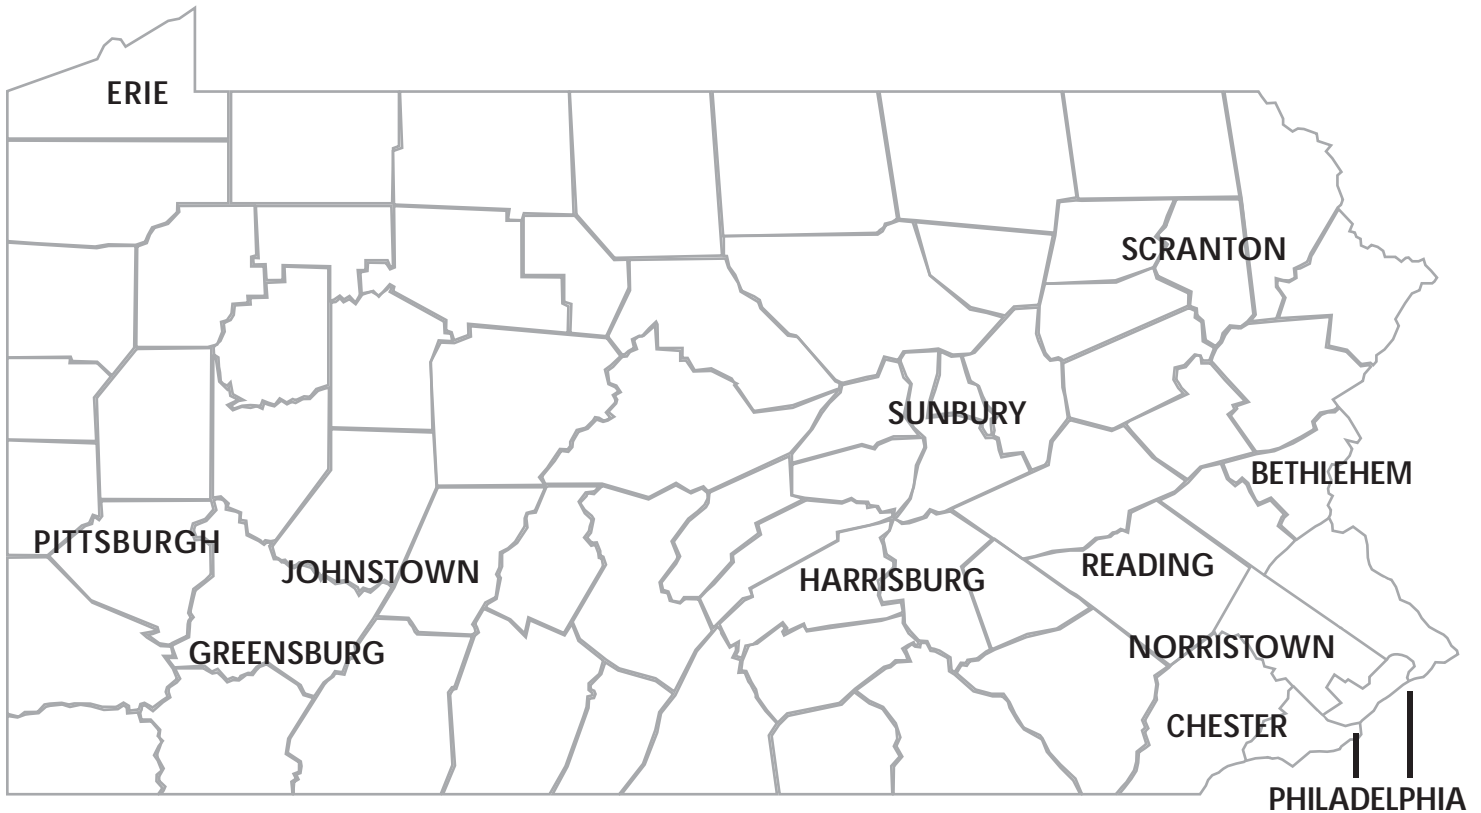 ERIE
SCRANTON
SUNBURY
BETHLEHEM
PITTSBURGH
JOHNSTOWN
HARRISBURG
READING
GREENSBURG
NORRISTOWN
CHESTER
PHILADELPHIA